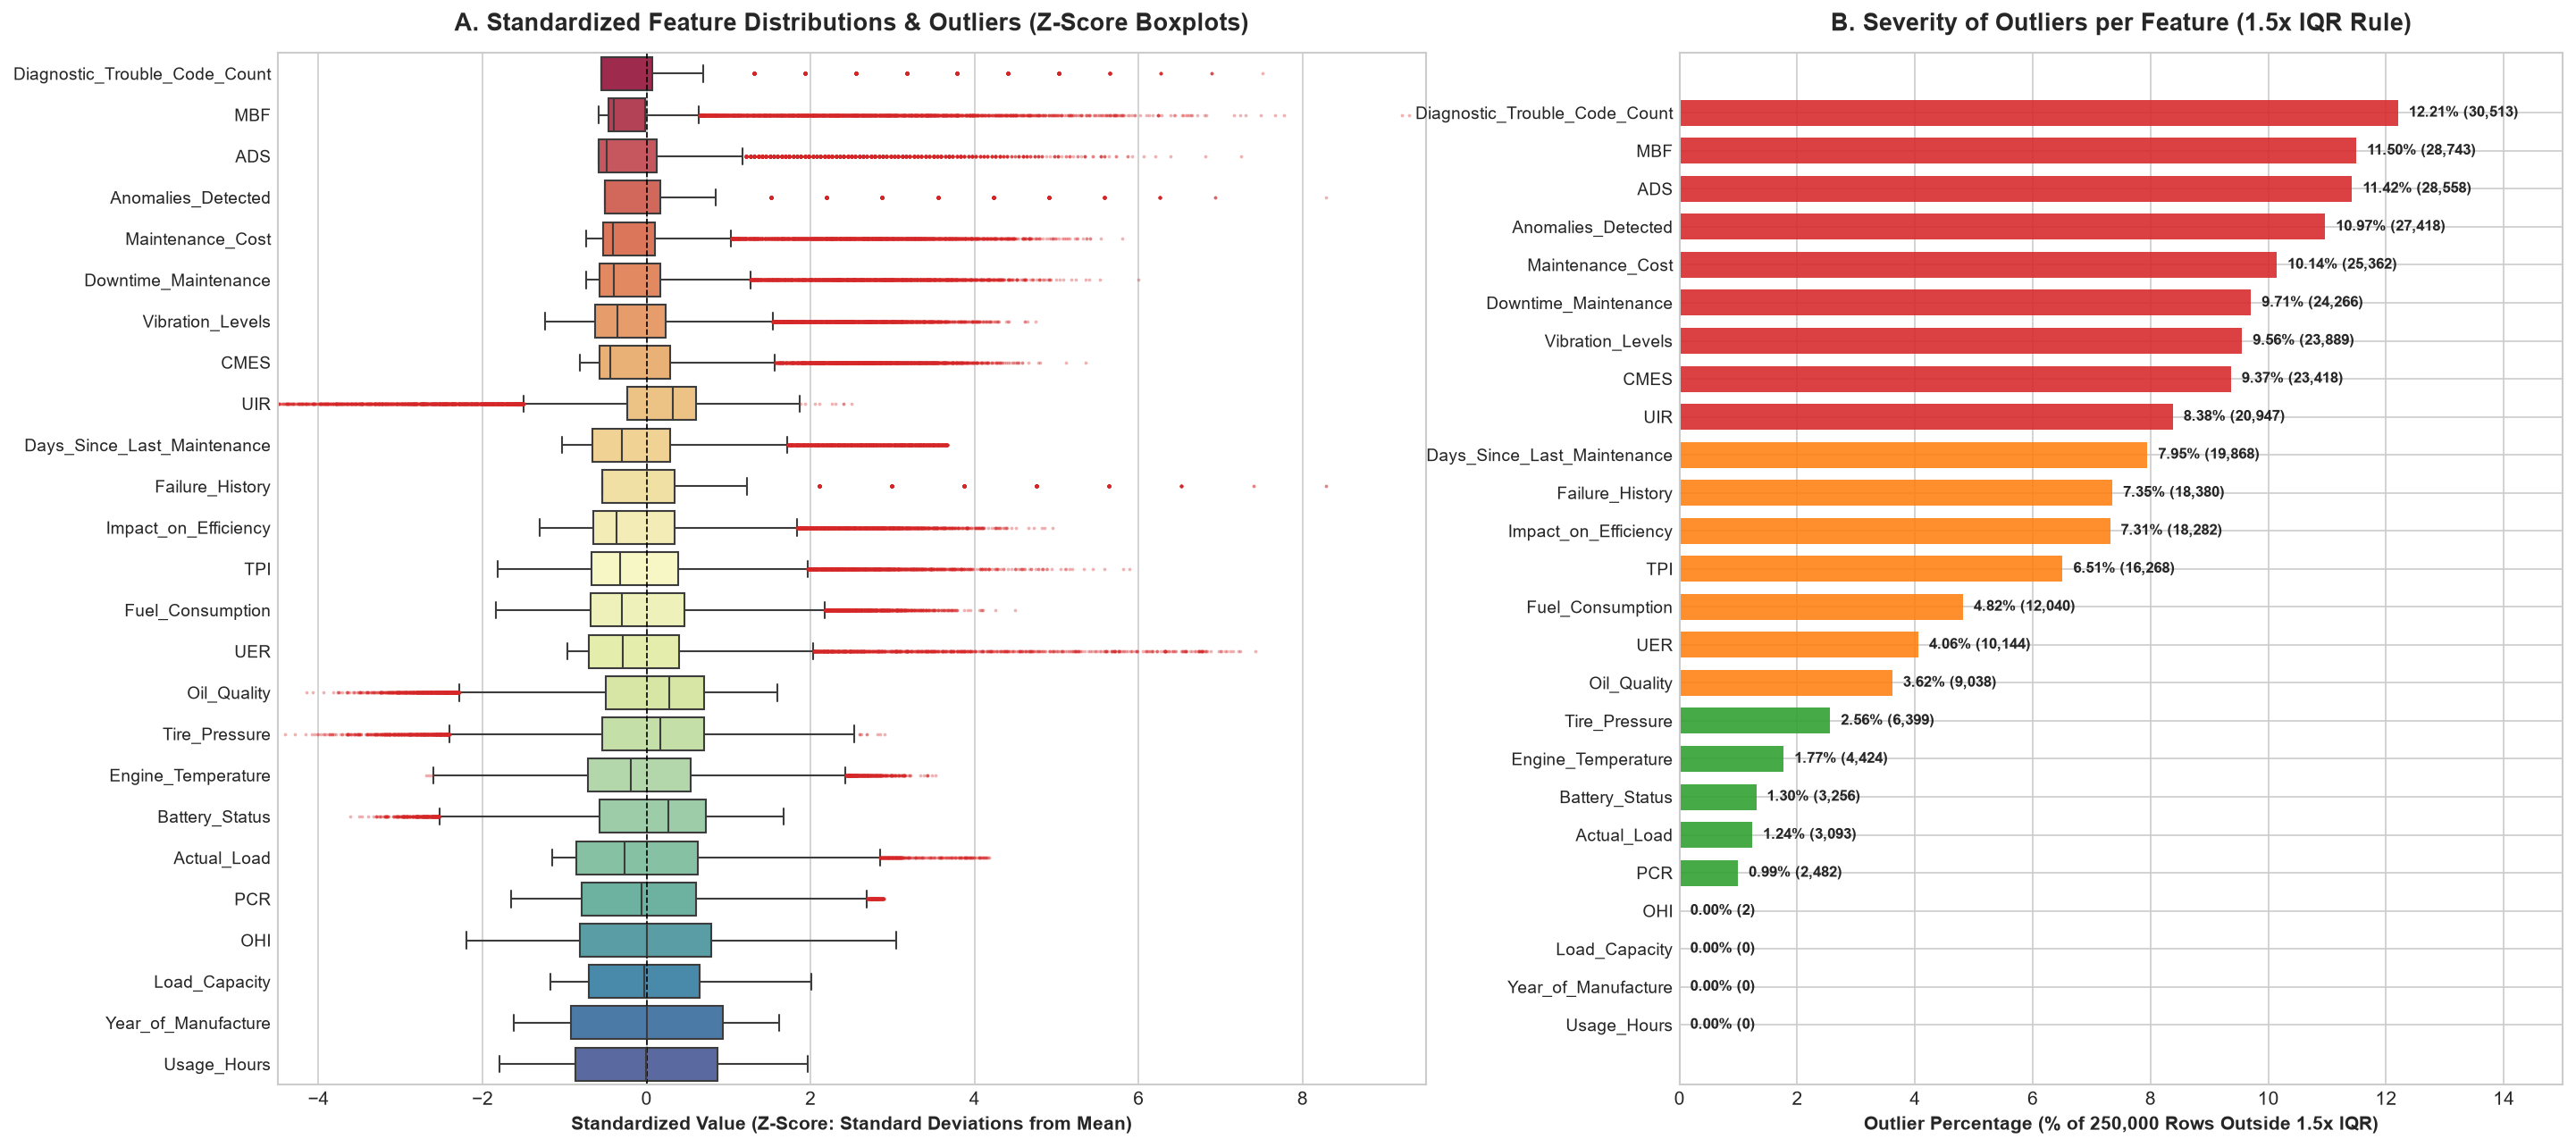 A. Standardized Feature Distributions & Outliers (Z-Score Boxplots)
Diagnostic_Trouble_Code_Count
MBF
ADS
Anomalies_Detected
Maintenance_Cost
Downtime_Maintenance
Vibration_Levels
CMES
UIR
Days_Since_Last_Maintenance
Failure_History
Impact_on_Efficiency
TPI
Fuel_Consumption
UER
Oil_Quality
Tire_Pressure
Engine_Temperature
Battery_Status
Actual_Load
PCR
OHI
Load_Capacity
Year_of_Manufacture
Usage_Hours
−4 −2 0 2 4 6 8
Standardized Value (Z-Score: Standard Deviations from Mean)
B. Severity of Outliers per Feature (1.5x IQR Rule)
Diagnostic_Trouble_Code_Count 12.21% (30,513)
MBF 11.50% (28,743)
ADS 11.42% (28,558)
Anomalies_Detected 10.97% (27,418)
Maintenance_Cost 10.14% (25,362)
Downtime_Maintenance 9.71% (24,266)
Vibration_Levels 9.56% (23,889)
CMES 9.37% (23,418)
UIR 8.38% (20,947)
Days_Since_Last_Maintenance 7.95% (19,868)
Failure_History 7.35% (18,380)
Impact_on_Efficiency 7.31% (18,282)
TPI 6.51% (16,268)
Fuel_Consumption 4.82% (12,040)
UER 4.06% (10,144)
Oil_Quality 3.62% (9,038)
Tire_Pressure 2.56% (6,399)
Engine_Temperature 1.77% (4,424)
Battery_Status 1.30% (3,256)
Actual_Load 1.24% (3,093)
PCR 0.99% (2,482)
OHI 0.00% (2)
Load_Capacity 0.00% (0)
Year_of_Manufacture 0.00% (0)
Usage_Hours 0.00% (0)
0 2 4 6 8 10 12 14
Outlier Percentage (% of 250,000 Rows Outside 1.5x IQR)